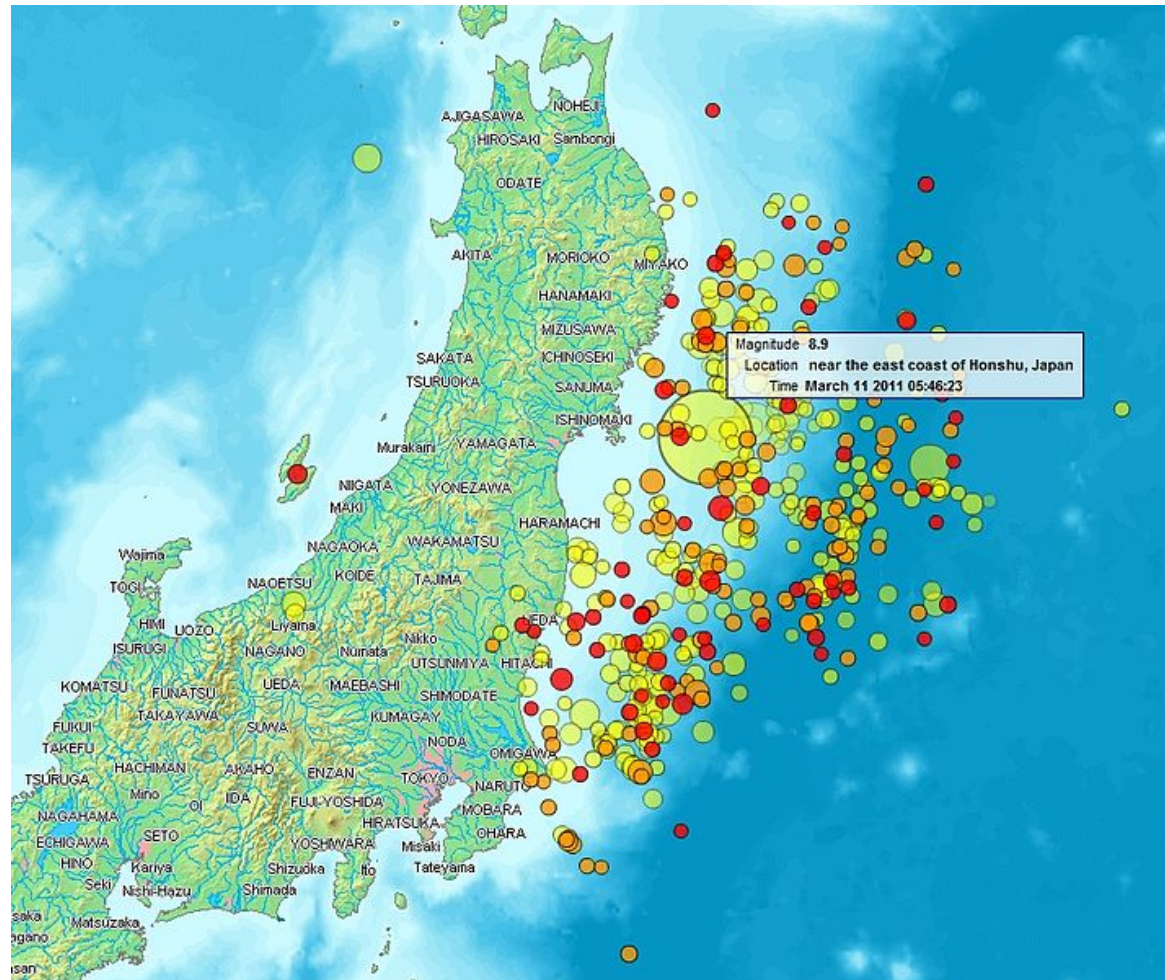 NOHEJI
AJIGASAWA
HIROSAKI
Sambongi
ODATE
AKITA
MORIOKO
MIYAKO
HANAMAKI
MIZUSAWA
Magnitude 8.9
Location near the east coast of Honshu, Japan
Time March 11 2011 05:46:23
SAKATA
ICHINOSEKI
TSURUOKA
SANUMA
ISHINOMAKI
Murakami
YAMAGATA
NIIGATA
YONEZAWA
MAKI
HARAMACHI
NAGAOKA
WAKAMATSU
Wajima
KOIDE
TAJIMA
NAOETSU
TOGI
HIMI
UOZO
Liyama
Nikko
ISURUGI
NAGANO
Numata
UTSUNMIYA
HITACHI
KOMATSU
FUNATSU
UEDA
MAEBASHI
SHIMODATE
TAKAYAWA
KUMAGAY
FUKUI
SUWA
TAKEFU
NODA
OMIGAWA
HACHIMAN
AKAHO
ENZAN
TOKYO
TSURUGA
NARUTO
Mino
OI
IDA
FUJI-YOSHIDA
MOBARA
NAGAHAMA
HIRATSUKA
OHARA
ECHIGAWA
SETO
YOSHIWARA
Misaki
HINO
Kariya
Shizuoka
Ito
Tateyama
Seki
Nishi-Hazu
Shimada
Matsuzaka